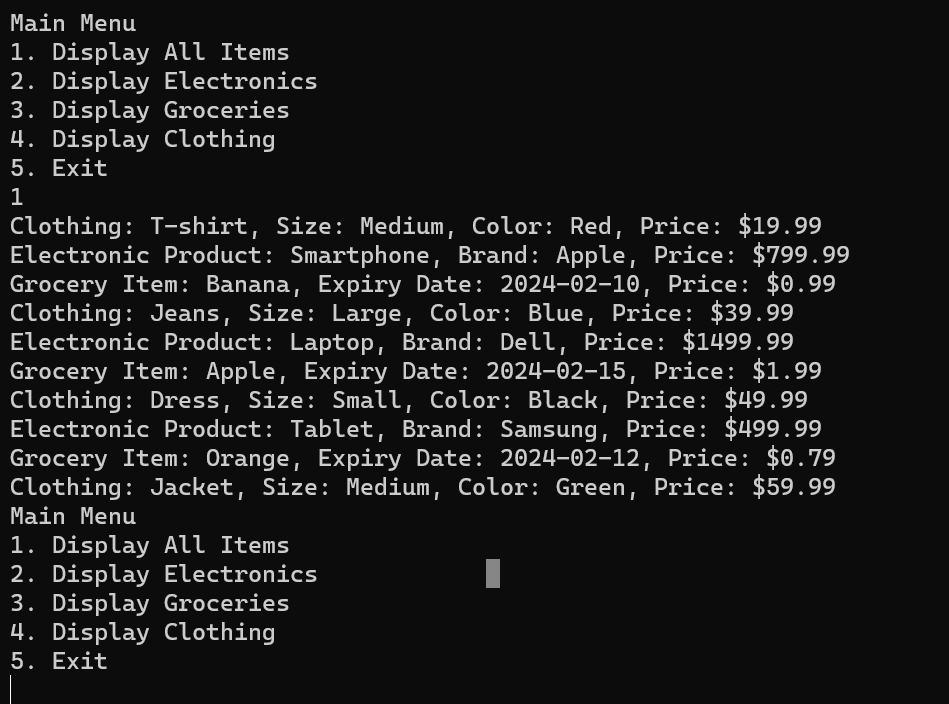 Main Menu
1. Display All Items
2. Display Electronics
3. Display Groceries
4. Display Clothing
5. Exit
1
Clothing: T-shirt, Size: Medium, Color: Red, Price: $19.99
Electronic Product: Smartphone, Brand: Apple, Price: $799.99
Grocery Item: Banana, Expiry Date: 2024-02-10, Price: $0.99
Clothing: Jeans, Size: Large, Color: Blue, Price: $39.99
Electronic Product: Laptop, Brand: Dell, Price: $1499.99
Grocery Item: Apple, Expiry Date: 2024-02-15, Price: $1.99
Clothing: Dress, Size: Small, Color: Black, Price: $49.99
Electronic Product: Tablet, Brand: Samsung, Price: $499.99
Grocery Item: Orange, Expiry Date: 2024-02-12, Price: $0.79
Clothing: Jacket, Size: Medium, Color: Green, Price: $59.99
Main Menu
1. Display All Items
2. Display Electronics
3. Display Groceries
4. Display Clothing
5. Exit